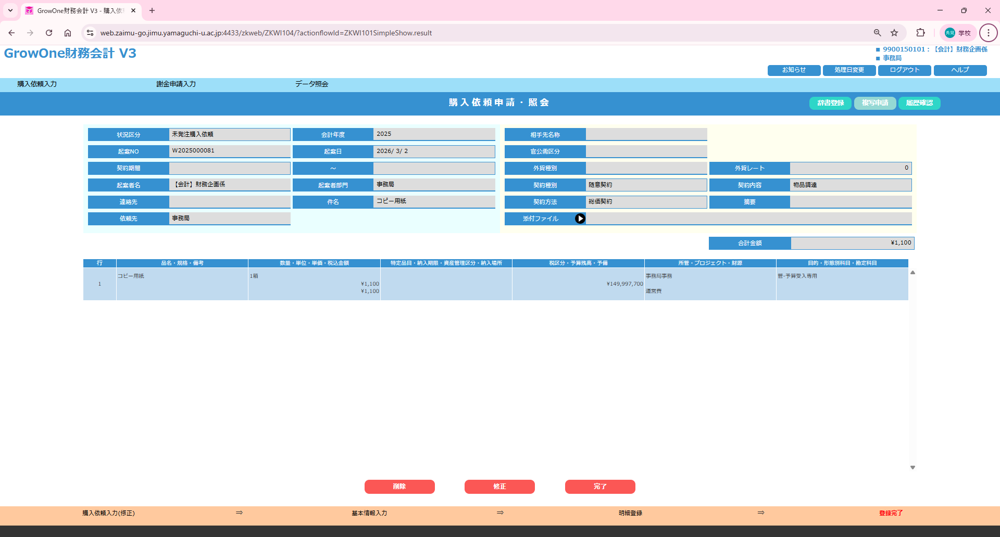 GrowOne財務会計 V3 - 購入依
web.zaimu-go.jimu.yamaguchi-u.ac.jp:4433/zkweb/ZKWI104/?actionflowId=ZKWI101SimpleShow.result
秀晃 学校
GrowOne財務会計 V3
■ 9900150101:【会計】財務企画係
■ 事務局
お知らせ 処理日変更 ログアウト ヘルプ
購入依頼入力 謝金申請入力 データ照会
購入依頼申請・照会
辞書登録 複写申請 履歴確認
状況区分 未発注購入依頼 会計年度 2025 相手先名称
起案NO W2025000081 起案日 2026/ 3/ 2 官公需区分
契約期間 ～ 外貨種別 外貨レート 0
起案者名 【会計】財務企画係 起案者部門 事務局 契約種別 随意契約 契約内容 物品調達
連絡先 件名 コピー用紙 契約方法 総価契約 摘要
依頼先 事務局 添付ファイル
合計金額 ¥1,100
行 品名・規格・備考 数量・単位・単価・税込金額 特定品目・納入期限・資産管理区分・納入場所 税区分・予算残高・予備 所管・プロジェクト・財源 目的・形態別科目・勘定科目
コピー用紙 1箱 事務局事務 管-予算受入専用
1 ¥1,100 ¥149,997,700
¥1,100 運営費
削除 修正 完了
購入依頼入力(修正) ⇒ 基本情報入力 ⇒ 明細登録 ⇒ 登録完了